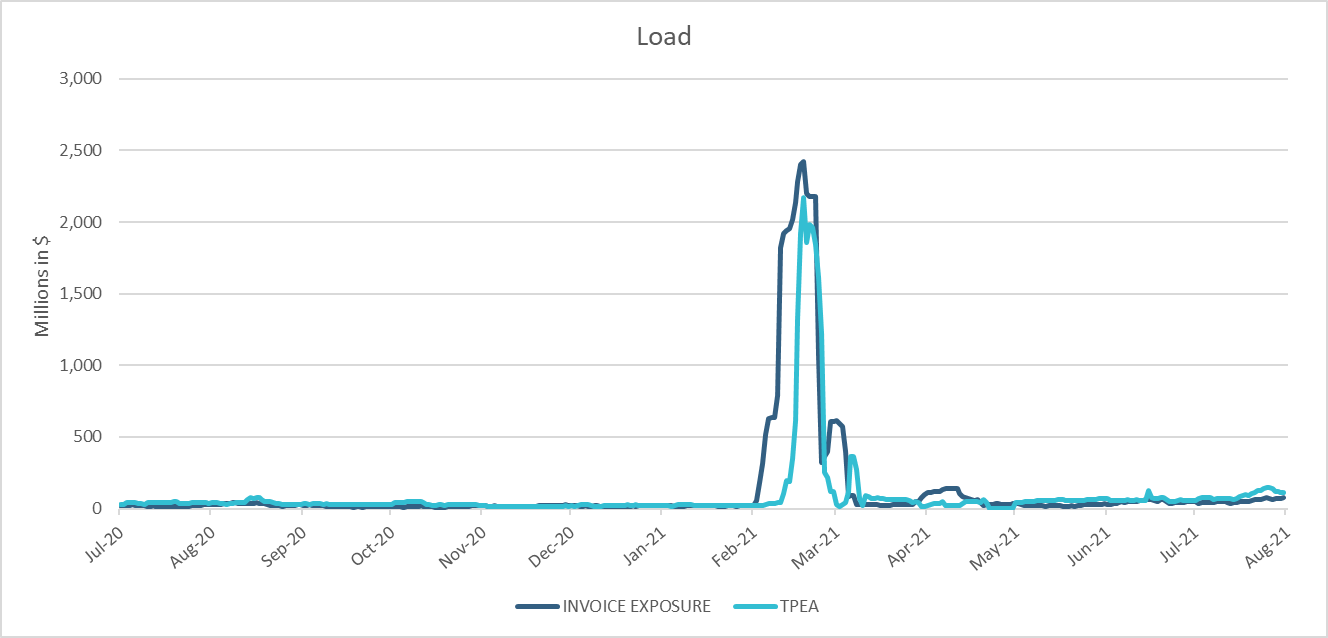 Load
3,000
2,500
2,000
1,500
1,000
500
0
Millions in $
Jul-20 Aug-20 Sep-20 Oct-20 Nov-20 Dec-20 Jan-21 Feb-21 Mar-21 Apr-21 May-21 Jun-21 Jul-21 Aug-21
INVOICE EXPOSURE TPEA